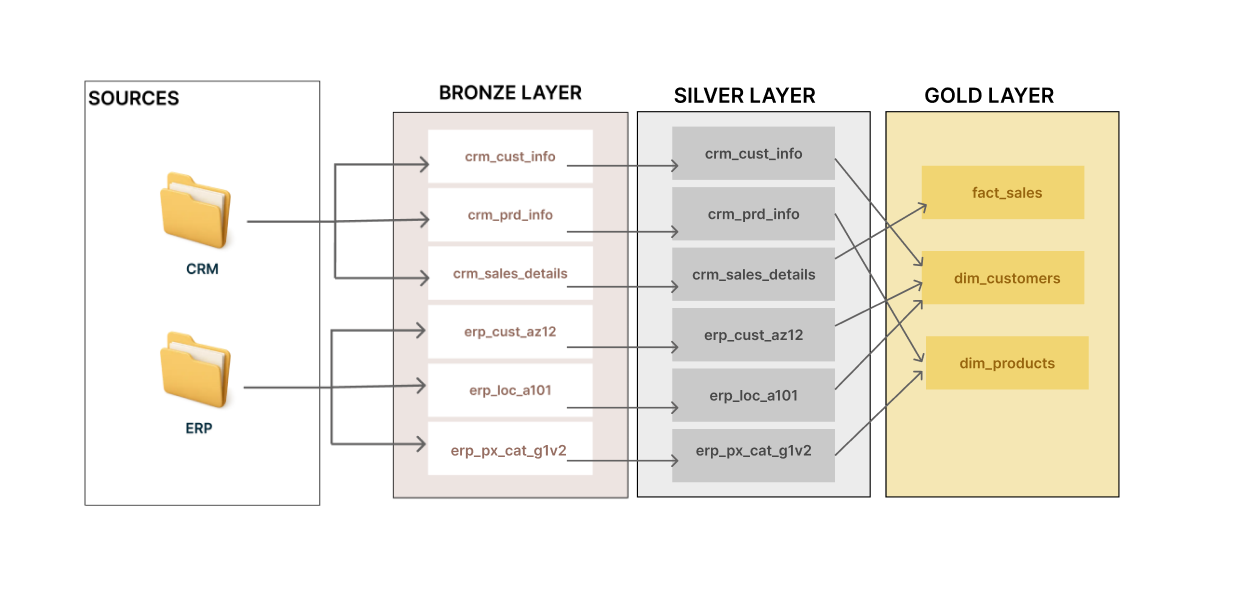 SOURCES
CRM
ERP
BRONZE LAYER
crm_cust_info
crm_prd_info
crm_sales_details
erp_cust_az12
erp_loc_a101
erp_px_cat_g1v2
SILVER LAYER
crm_cust_info
crm_prd_info
crm_sales_details
erp_cust_az12
erp_loc_a101
erp_px_cat_g1v2
GOLD LAYER
fact_sales
dim_customers
dim_products